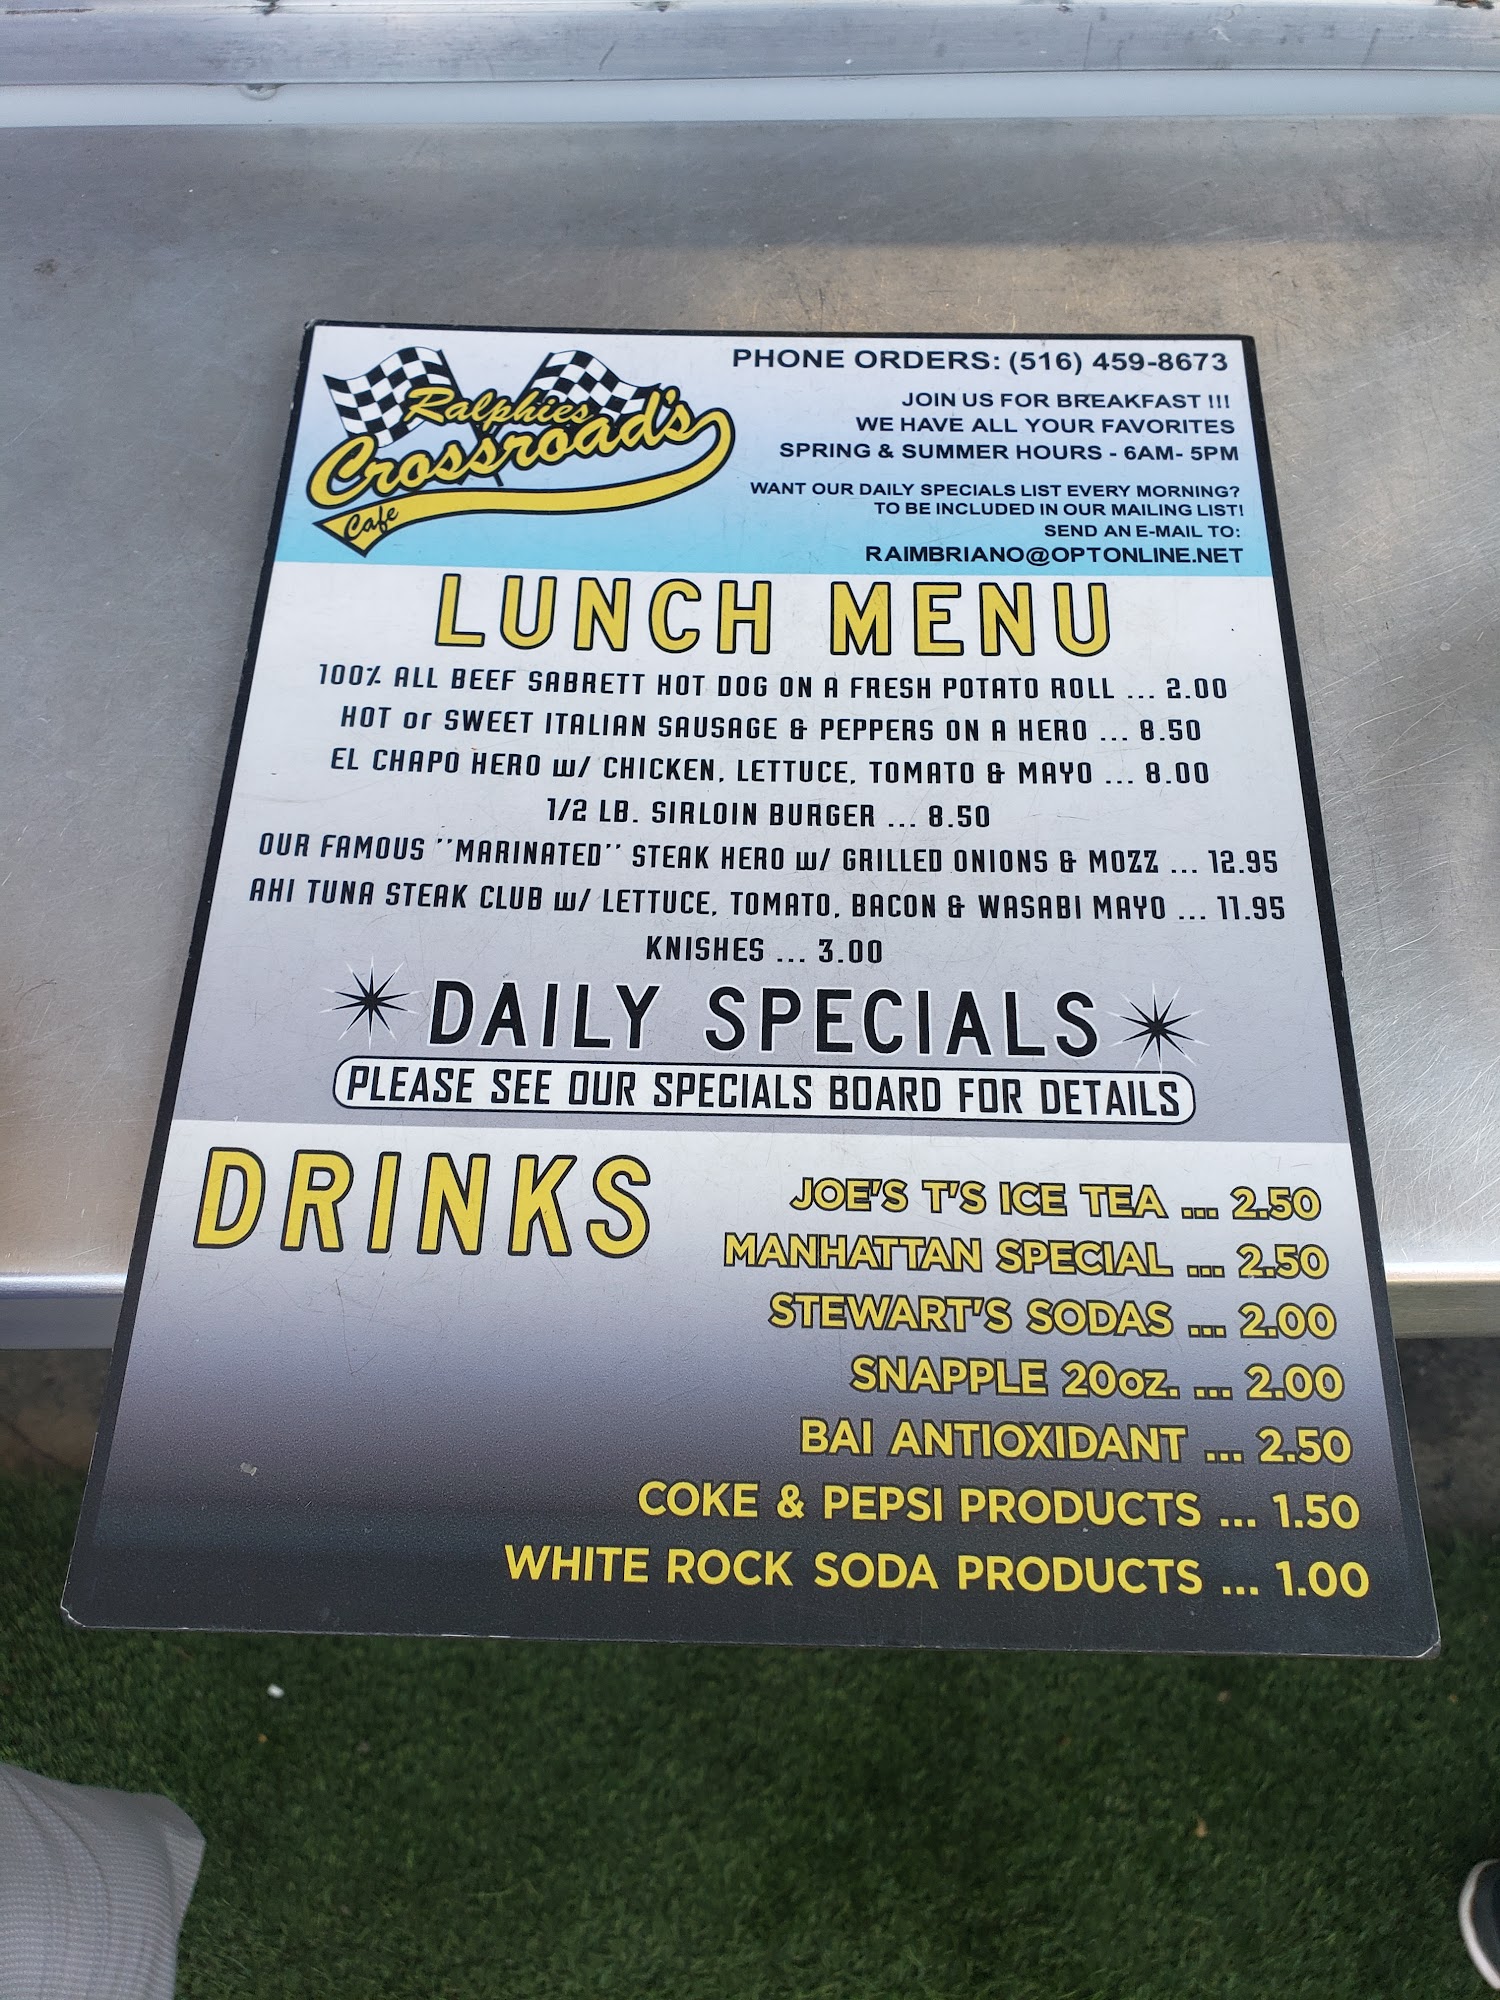 Ralphies
Crossroad's
Cafe
PHONE ORDERS: (516) 459-8673
JOIN US FOR BREAKFAST !!!
WE HAVE ALL YOUR FAVORITES
SPRING & SUMMER HOURS - 6AM- 5PM
WANT OUR DAILY SPECIALS LIST EVERY MORNING?
TO BE INCLUDED IN OUR MAILING LIST!
SEND AN E-MAIL TO:
RAIMBRIANO@OPTONLINE.NET
LUNCH MENU
100% ALL BEEF SABRETT HOT DOG ON A FRESH POTATO ROLL ... 2.00
HOT or SWEET ITALIAN SAUSAGE & PEPPERS ON A HERO ... 8.50
EL CHAPO HERO w/ CHICKEN, LETTUCE, TOMATO & MAYO ... 8.00
1/2 LB. SIRLOIN BURGER ... 8.50
OUR FAMOUS "MARINATED" STEAK HERO w/ GRILLED ONIONS & MOZZ ... 12.95
AHI TUNA STEAK CLUB w/ LETTUCE, TOMATO, BACON & WASABI MAYO ... 11.95
KNISHES ... 3.00
DAILY SPECIALS
PLEASE SEE OUR SPECIALS BOARD FOR DETAILS
DRINKS
JOE'S T'S ICE TEA ... 2.50
MANHATTAN SPECIAL ... 2.50
STEWART'S SODAS ... 2.00
SNAPPLE 20oz. ... 2.00
BAI ANTIOXIDANT ... 2.50
COKE & PEPSI PRODUCTS ... 1.50
WHITE ROCK SODA PRODUCTS ... 1.00